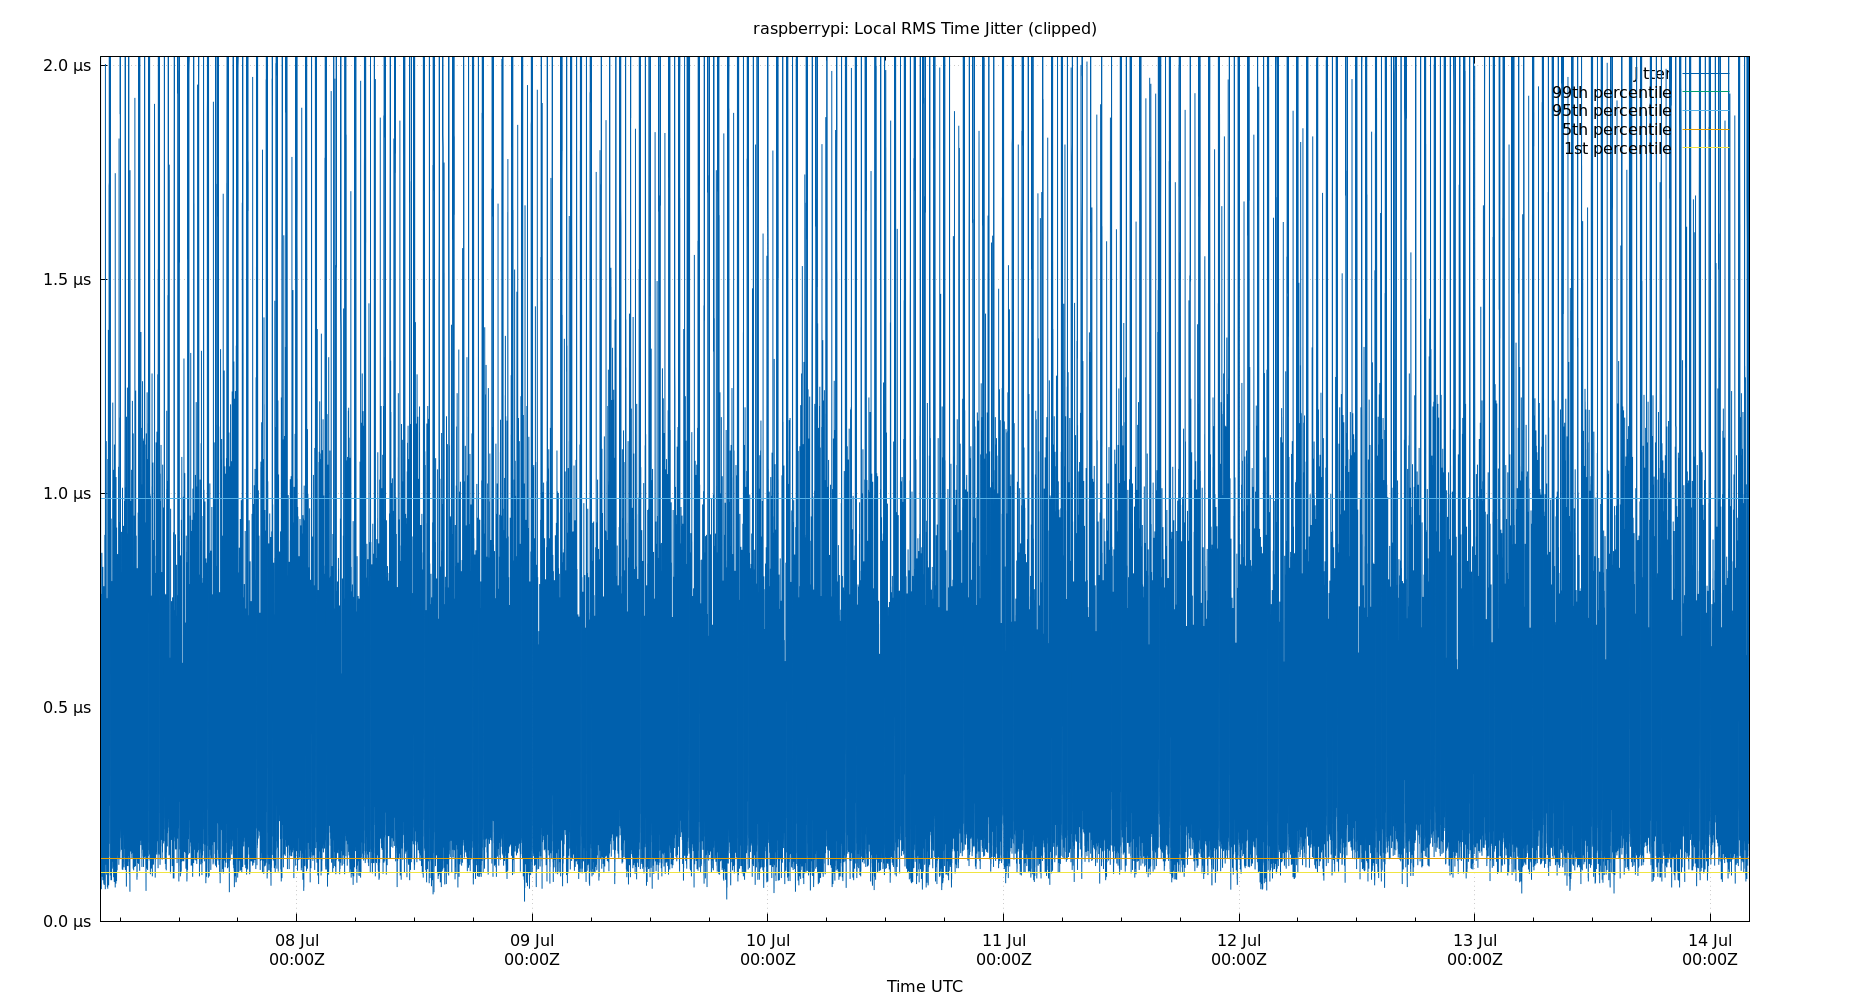 raspberrypi: Local RMS Time Jitter (clipped)
2.0 µs
1.5 µs
1.0 µs
0.5 µs
0.0 µs
jitter
99th percentile
95th percentile
5th percentile
1st percentile
08 Jul
00:00Z
09 Jul
00:00Z
10 Jul
00:00Z
11 Jul
00:00Z
12 Jul
00:00Z
13 Jul
00:00Z
14 Jul
00:00Z
Time UTC